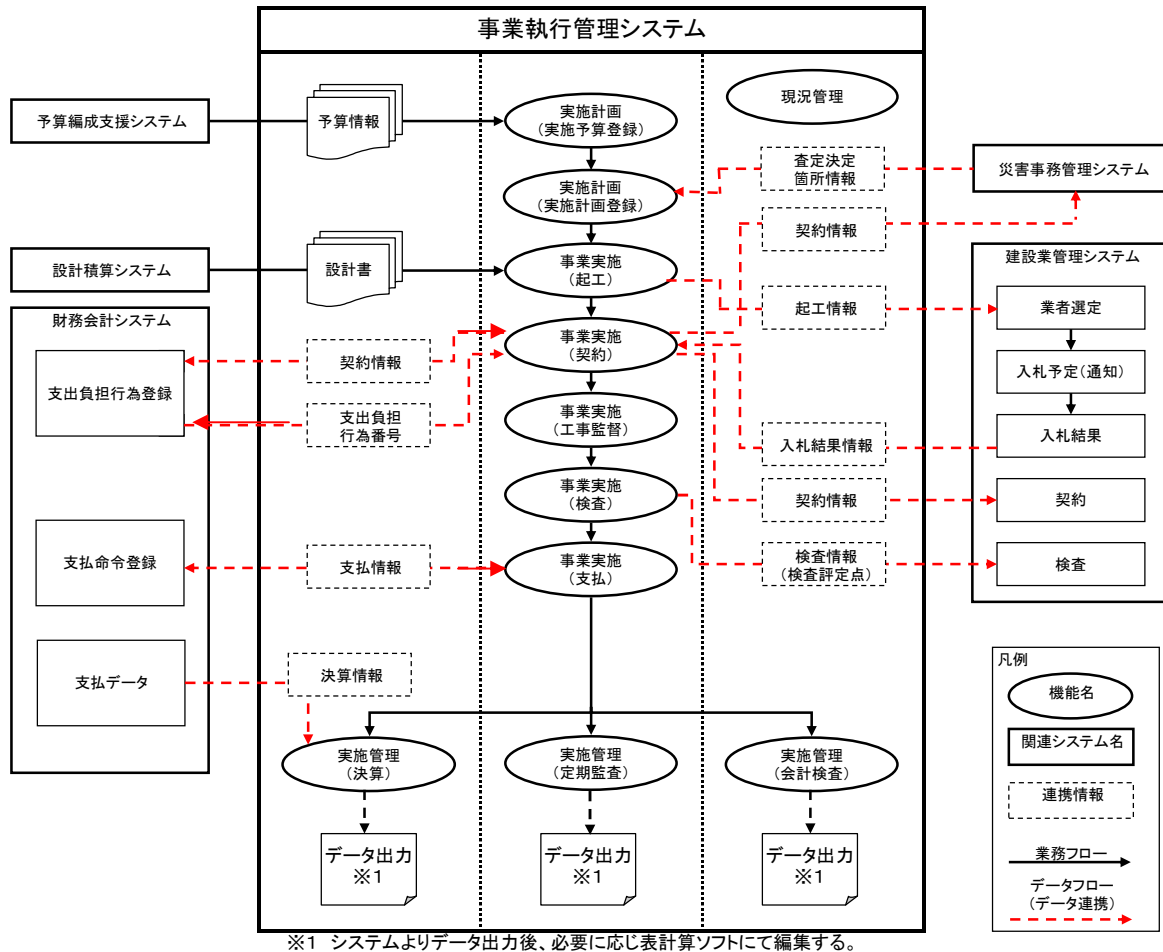 事業執行管理システム
予算編成支援システム
予算情報
実施計画
(実施予算登録)
現況管理
実施計画
(実施計画登録)
査定決定
箇所情報
災害事務管理システム
契約情報
設計積算システム
設計書
事業実施
(起工)
起工情報
建設業管理システム
業者選定
入札予定(通知)
入札結果
契約
検査
財務会計システム
支出負担行為登録
契約情報
支出負担
行為番号
事業実施
(契約)
事業実施
(工事監督)
入札結果情報
事業実施
(検査)
契約情報
支払命令登録
支払情報
事業実施
(支払)
検査情報
(検査評定点)
支払データ
決算情報
実施管理
(決算)
実施管理
(定期監査)
実施管理
(会計検査)
データ出力
※1
データ出力
※1
データ出力
※1
凡例
機能名
関連システム名
連携情報
業務フロー
データフロー
(データ連携)
※1 システムよりデータ出力後、必要に応じ表計算ソフトにて編集する。